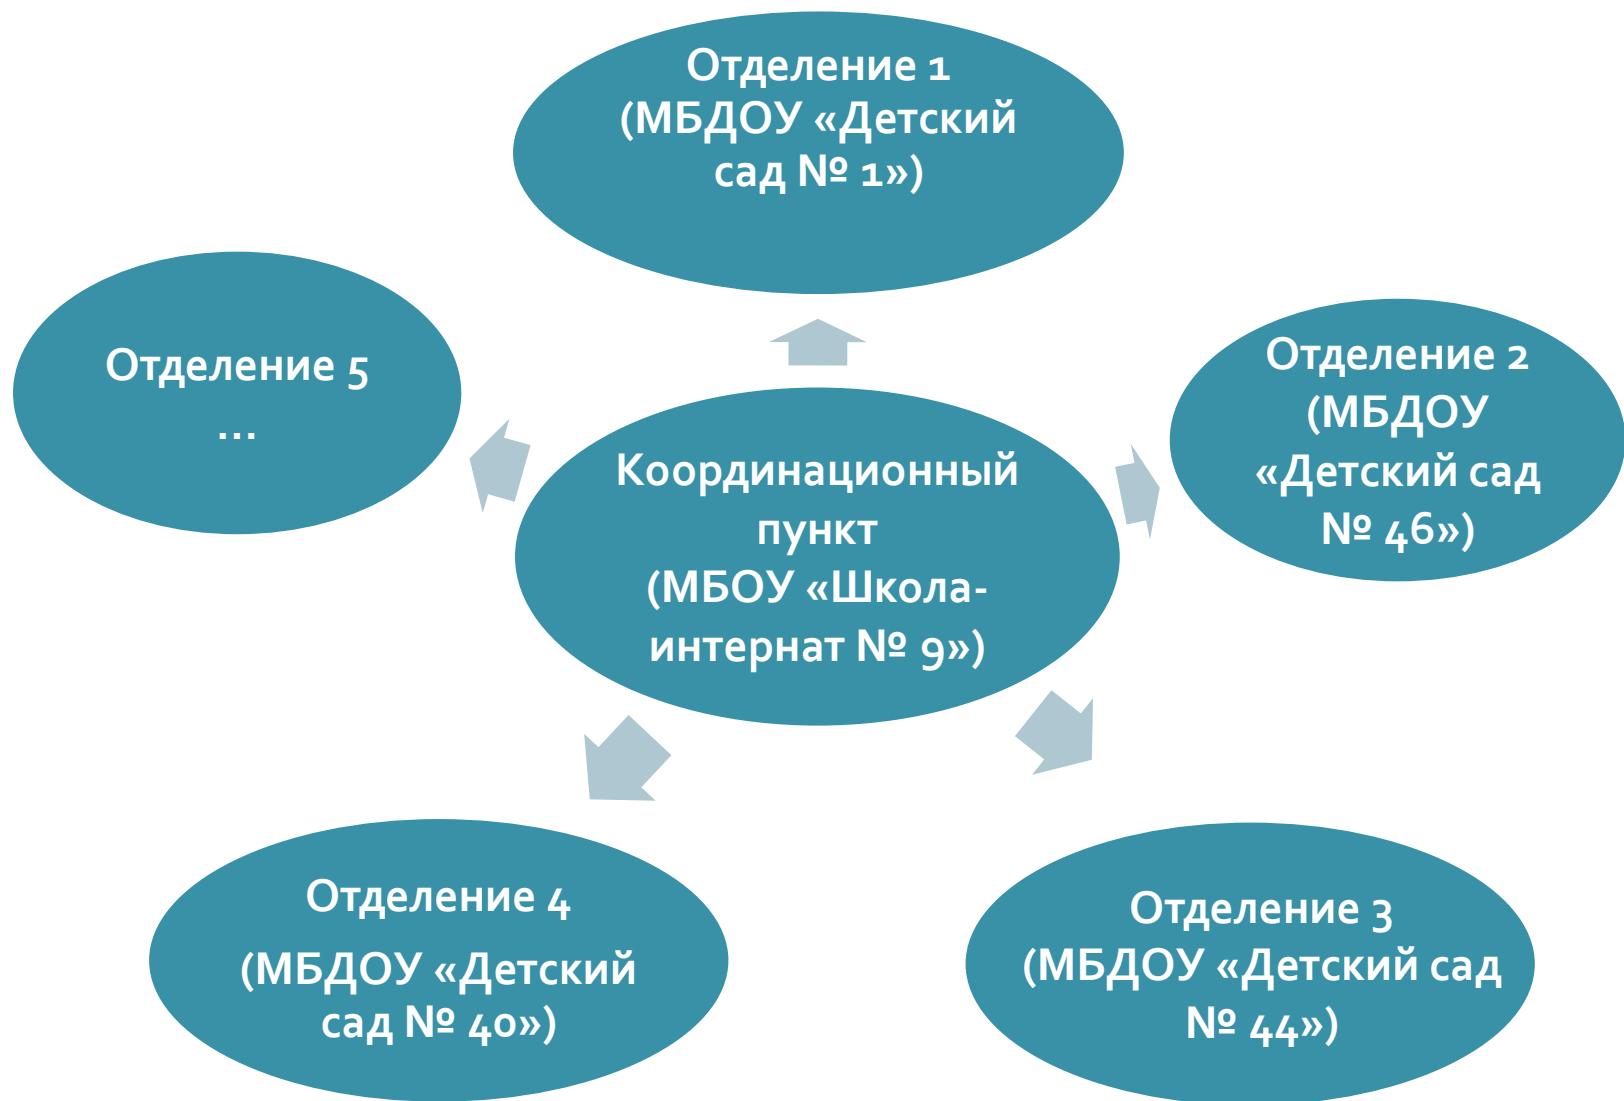 Отделение 1
(МБДОУ «Детский
сад № 1»)
Отделение 5
...
Отделение 2
(МБДОУ
«Детский сад
№ 46»)
Координационный
пункт
(МБОУ «Школа-
интернат № 9»)
Отделение 4
(МБДОУ «Детский
сад № 40»)
Отделение 3
(МБДОУ «Детский сад
№ 44»)